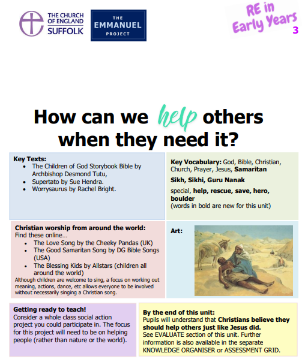 THE CHURCH
OF ENGLAND
SUFFOLK
THE
EMMANUEL
PROJECT
RE in
Early Years
3
How can we help others
when they need it?
Key Texts:
• The Children of God Storybook Bible by
Archbishop Desmond Tutu,
• Supertato by Sue Hendra.
• Worrysaurus by Rachel Bright.
Key Vocabulary: God, Bible, Christian,
Church, Prayer, Jesus, Samaritan
Sikh, Sikhi, Guru Nanak
special, help, rescue, save, hero,
boulder
(words in bold are new for this unit)
Christian worship from around the world:
Find these online...
• The Love Song by the Cheeky Pandas (UK)
• The Good Samaritan Song by DG Bible Songs
(USA)
• The Blessing Kids by Allstars (children all
around the world)
Although children are welcome to sing, a focus on working out
meaning, actions, dance, etc allows everyone to be involved
without necessarily singing a Christian song.
Art:
Getting ready to teach!
Consider a whole class social action
project you could participate in. The focus
for this project will need to be on helping
people (rather than nature or the world).
By the end of this unit:
Pupils will understand that Christians believe they
should help others just like Jesus did.
See EVALUATE section of this unit. Further
information is also available in the separate
KNOWLEDGE ORGANISER or ASSESSMENT GRID.